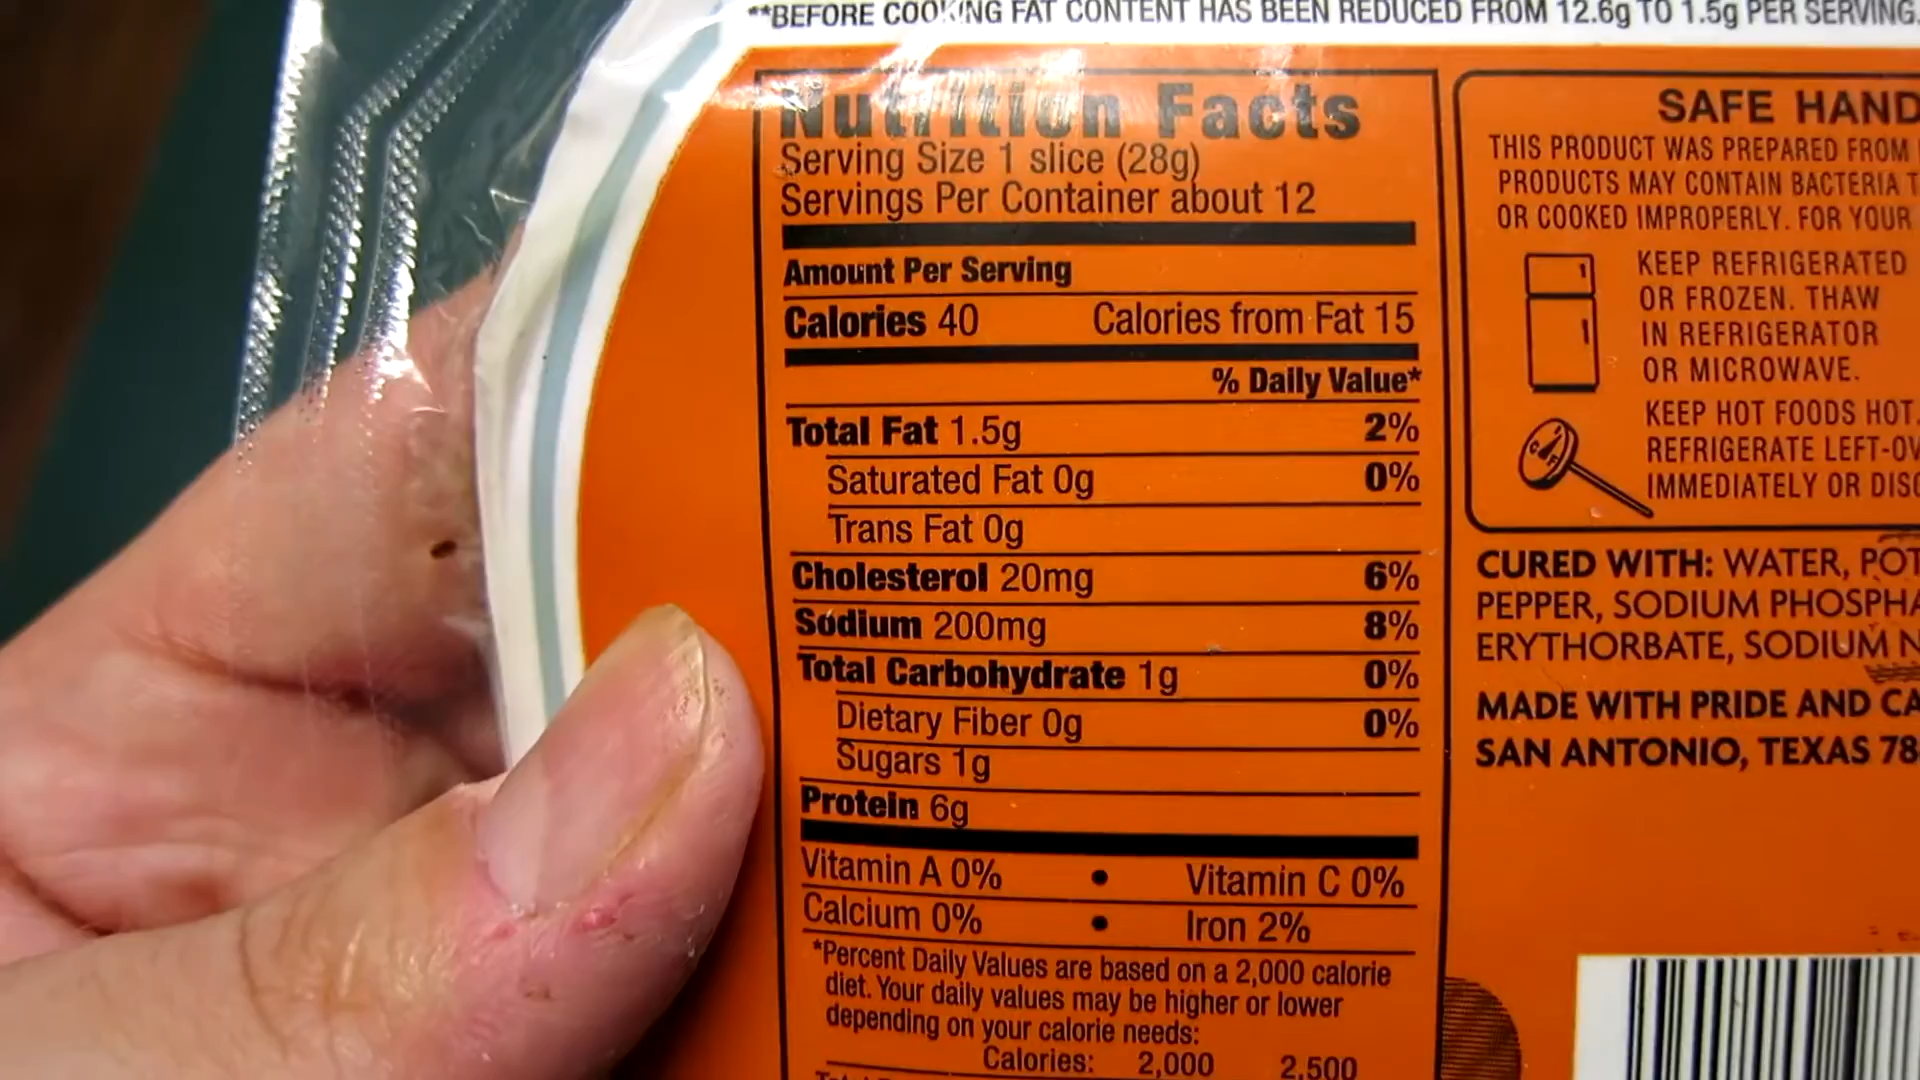 **BEFORE COOKING FAT CONTENT HAS BEEN REDUCED FROM 12.6g TO 1.5g PER SERVING.
Nutrition Facts
Serving Size 1 slice (28g)
Servings Per Container about 12
Amount Per Serving
Calories 40 Calories from Fat 15
% Daily Value*
Total Fat 1.5g 2%
Saturated Fat 0g 0%
Trans Fat 0g
Cholesterol 20mg 6%
Sodium 200mg 8%
Total Carbohydrate 1g 0%
Dietary Fiber 0g 0%
Sugars 1g
Protein 6g
Vitamin A 0% • Vitamin C 0%
Calcium 0% • Iron 2%
*Percent Daily Values are based on a 2,000 calorie
diet. Your daily values may be higher or lower
depending on your calorie needs:
Calories: 2,000 2,500
SAFE HAND
THIS PRODUCT WAS PREPARED FROM
PRODUCTS MAY CONTAIN BACTERIA T
OR COOKED IMPROPERLY. FOR YOUR
KEEP REFRIGERATED
OR FROZEN. THAW
IN REFRIGERATOR
OR MICROWAVE.
KEEP HOT FOODS HOT.
REFRIGERATE LEFT-OV
IMMEDIATELY OR DISC
CURED WITH: WATER, POT
PEPPER, SODIUM PHOSPHA
ERYTHORBATE, SODIUM N
MADE WITH PRIDE AND CA
SAN ANTONIO, TEXAS 78